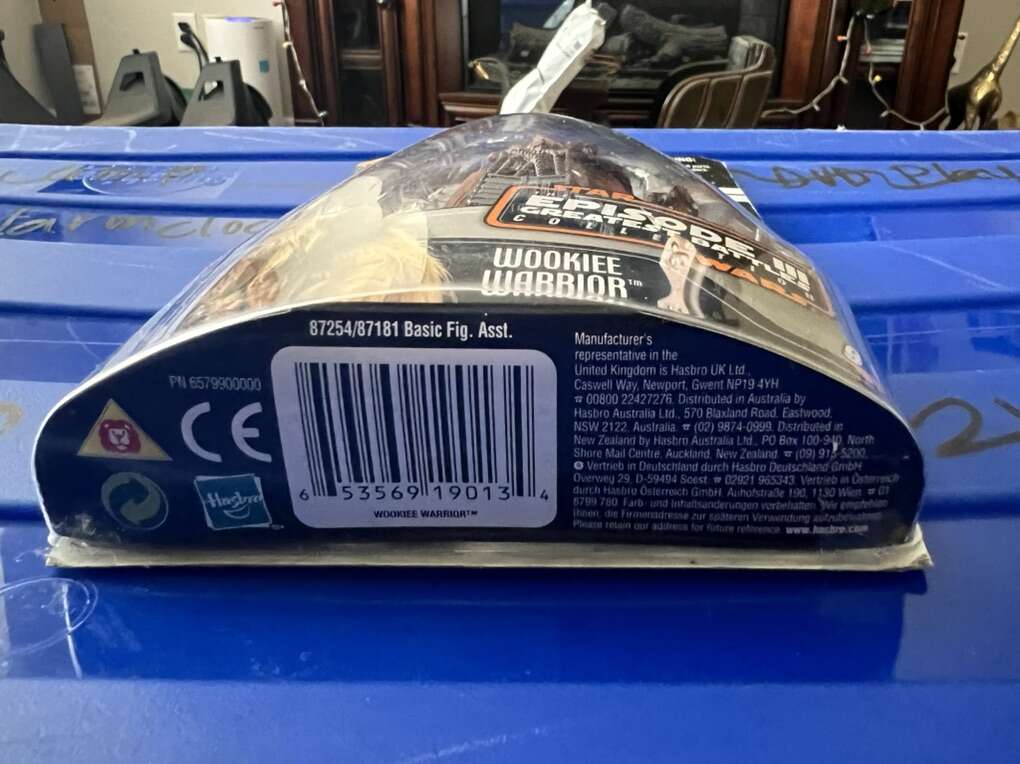 STAR
EPISODE III
GREATEST BATTLES
COLLECTION
WARS
WOOKIEE
WARRIOR™
87254/87181 Basic Fig. Asst.
PN 6579900000
CE
Hasbro
6 53569 19013 4
WOOKIEE WARRIOR™
Manufacturer's
representative in the
United Kingdom is Hasbro UK Ltd.,
Caswell Way, Newport, Gwent NP19 4YH
☎ 00800 22427276. Distributed in Australia by
Hasbro Australia Ltd., 570 Blaxland Road, Eastwood,
NSW 2122, Australia. ☎ (02) 9874-0999. Distributed in
New Zealand by Hasbro Australia Ltd., PO Box 100-940, North
Shore Mail Centre, Auckland, New Zealand. ☎ (09) 915-5200.
Vertrieb in Deutschland durch Hasbro Deutschland GmbH
Overweg 29, D-59494 Soest ☎ 02921 965343. Vertrieb in Österreich
durch Hasbro Österreich GmbH, Auhofstraße 190, 1130 Wien ☎ 01
6799 780. Farb- und Inhaltsänderungen vorbehalten. Wir empfehlen
Ihnen, die Firmenadresse zur späteren Verwendung aufzubewahren.
Please retain our address for future reference. www.hasbro.com